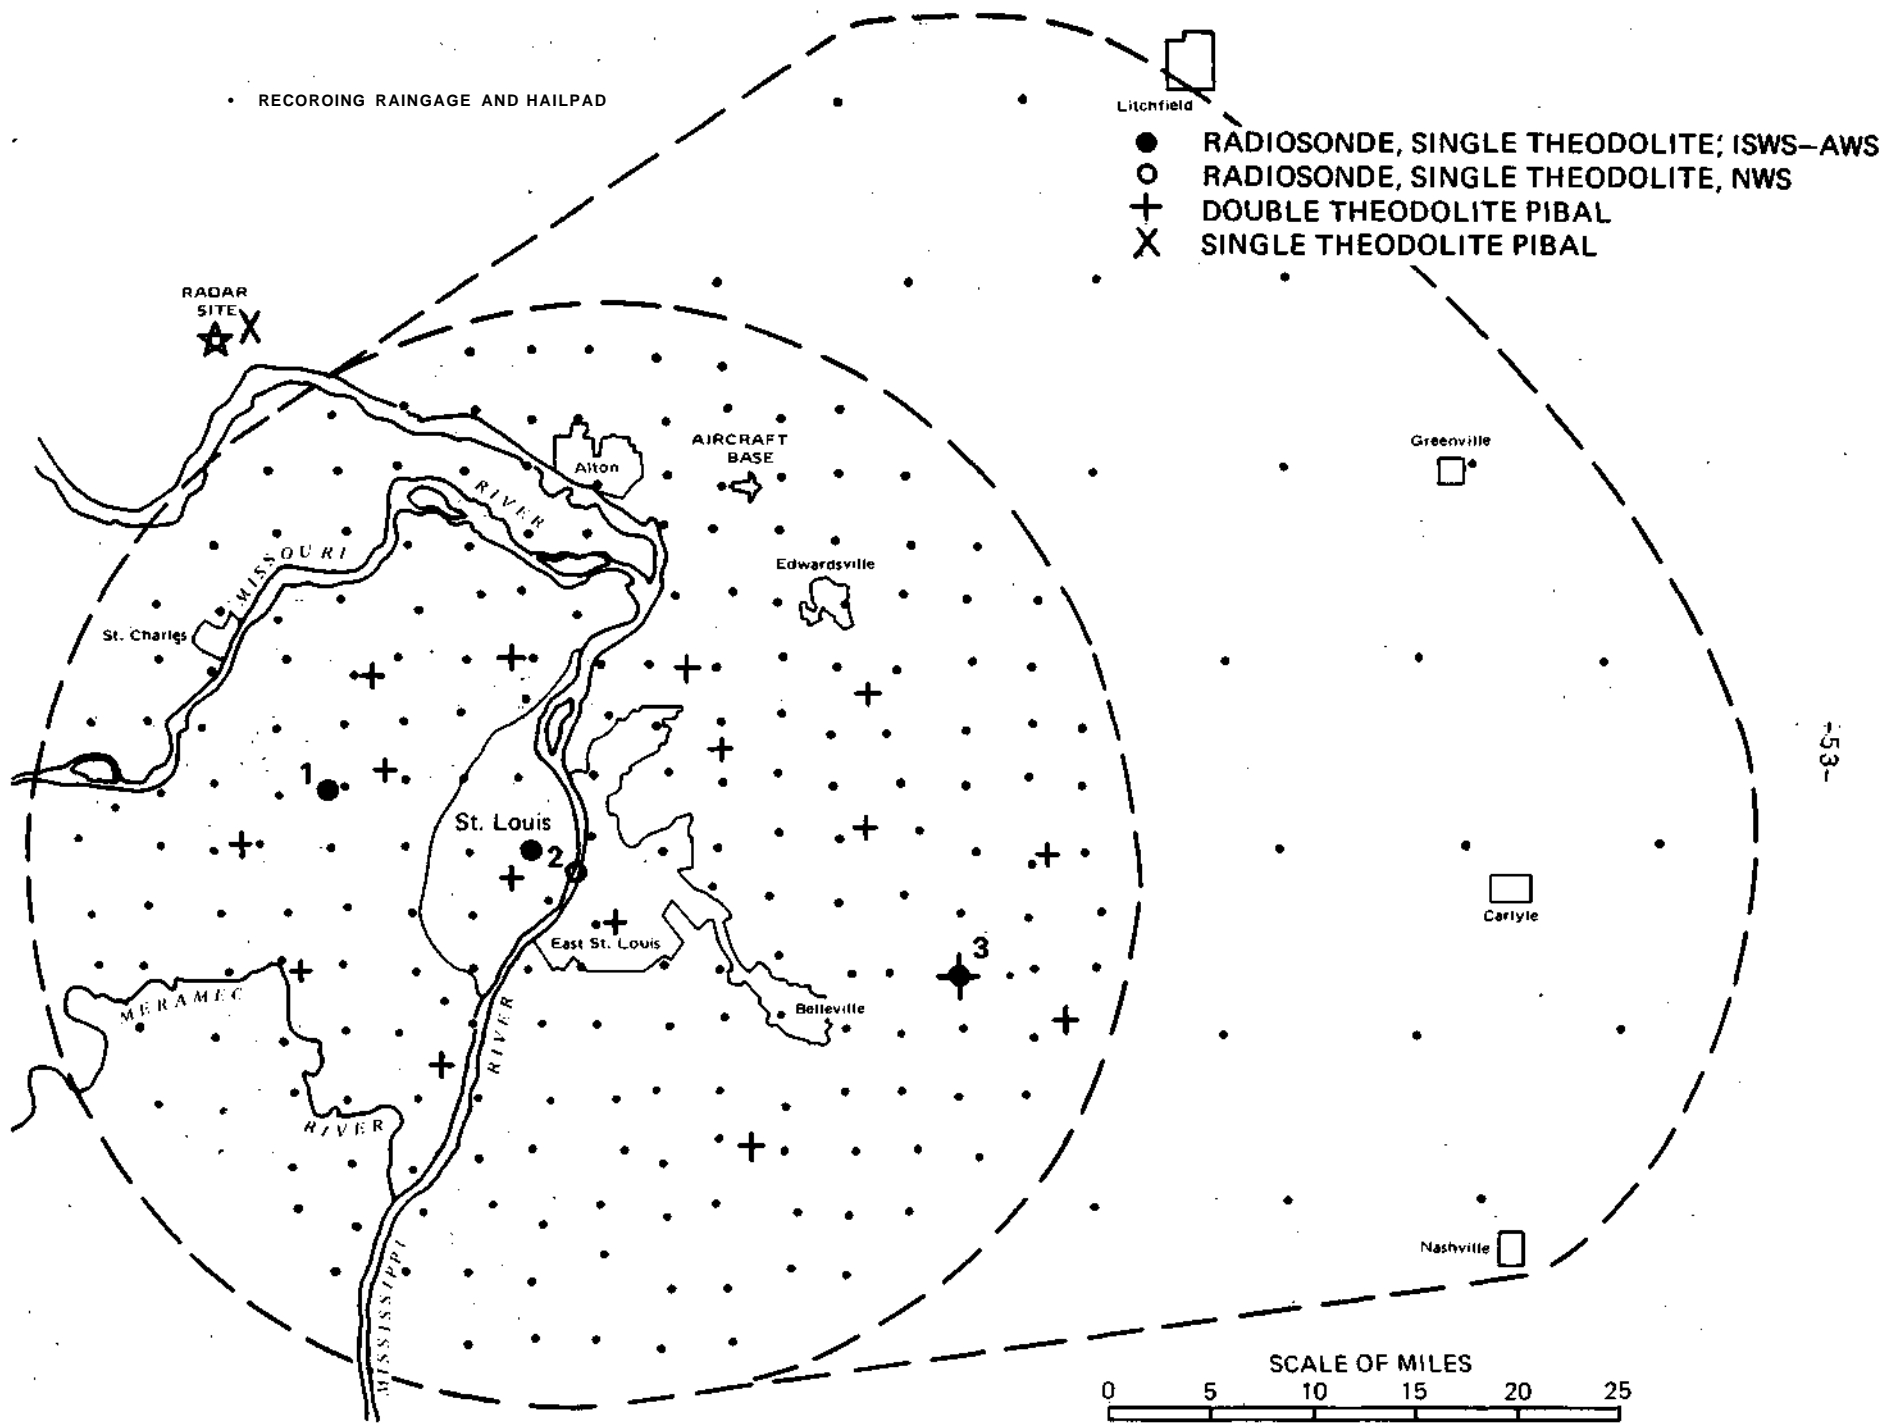 • RECOROING RAINGAGE AND HAILPAD
Litchfield
RADIOSONDE, SINGLE THEODOLITE, ISWS–AWS
RADIOSONDE, SINGLE THEODOLITE, NWS
DOUBLE THEODOLITE PIBAL
SINGLE THEODOLITE PIBAL
RADAR
SITE
AIRCRAFT
BASE
Greenville
Alton
RIVER
MISSOURI
Edwardsville
St. Charles
-53-
1
St. Louis
2
Carlyle
East St. Louis
3
MERAMEC
Belleville
RIVER
RIVER
MISSISSIPPI
Nashville
SCALE OF MILES
0 5 10 15 20 25